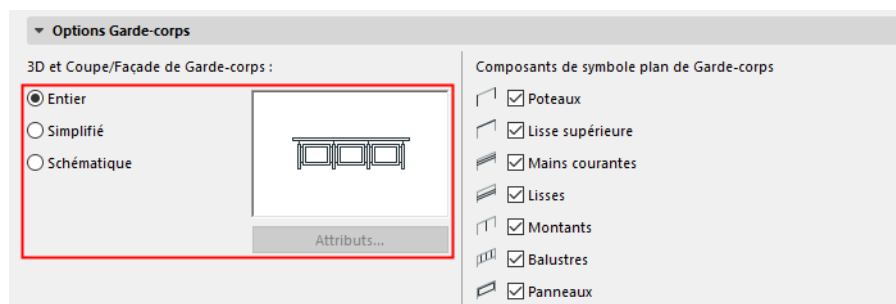 Options Garde-corps
3D et Coupe/Façade de Garde-corps :
Entier
Simplifié
Schématique
Attributs...
Composants de symbole plan de Garde-corps
Poteaux
Lisse supérieure
Mains courantes
Lisses
Montants
Balustres
Panneaux